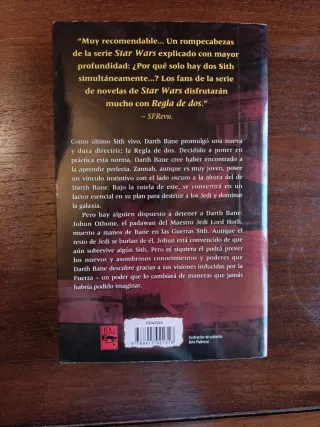 "Muy recomendable... Un rompecabezas
de la serie Star Wars explicado con mayor
profundidad: ¿Por qué solo hay dos Sith
simultáneamente...? Los fans de la serie
de novelas de Star Wars disfrutarán
mucho con Regla de dos."
– SFRevu.
Como último Sith vivo, Darth Bane promulgó una nueva
y dura directriz; la Regla de dos. Decidido a poner en
práctica esta norma, Darth Bane cree haber encontrado a
la aprendiz perfecta. Zannah, aunque es muy joven, posee
un vínculo instintivo con el lado oscuro a la altura del de
Darth Bane. Bajo la tutela de este, se convertirá en un
factor esencial en su plan para destruir a los Jedi y dominar
la galaxia.
Pero hay alguien dispuesto a detener a Darth Bane:
Johun Othone, el padawan del Maestro Jedi Lord Hoth,
muerto a manos de Bane en las Guerras Sith. Aunque el
resto de Jedi se burlan de él, Johun está convencido de que
aún sobrevive algún Sith. Pero ni siquiera él podrá prever
los nuevos y asombrosos conocimientos y poderes que
Darth Bane descubre gracias a sus visiones inducidas por la
Fuerza – un poder que lo cambiará de maneras que jamás
habría podido imaginar.
Ilustración de cubierta:
John Palencar